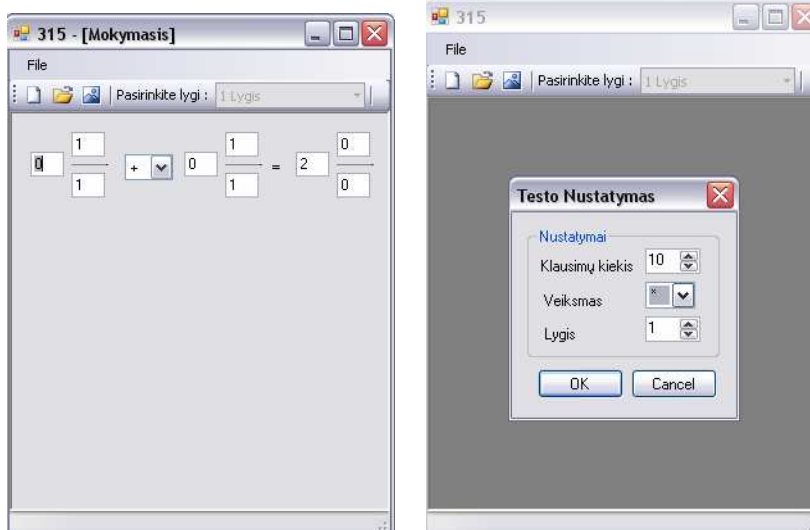 315 - [Mokymasis]
File
Pasirinkite lygi : 1 Lygis
1 1 0
0 + 0 = 2
1 1 0
315
File
Pasirinkite lygi : 1 Lygis
Testo Nustatymas
Nustatymai
Klausimų kiekis 10
Veiksmas *
Lygis 1
OK Cancel